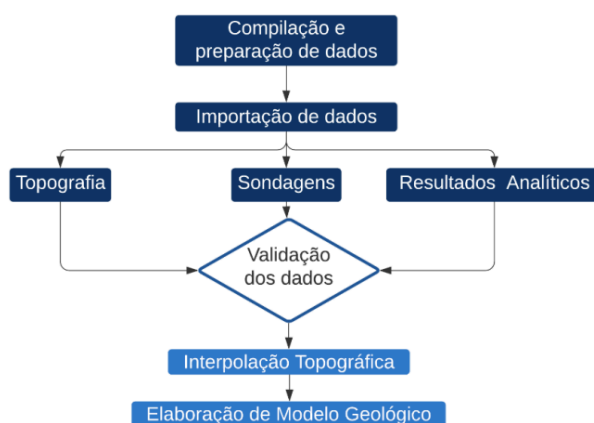 Compilação e
preparação de dados
Importação de dados
Topografia
Sondagens
Resultados Analíticos
Validação
dos dados
Interpolação Topográfica
Elaboração de Modelo Geológico